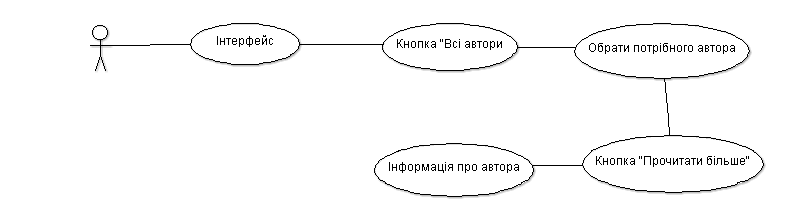 Інтерфейс
Кнопка "Всі автори
Обрати потрібного автора
Кнопка "Прочитати більше"
Інформація про автора